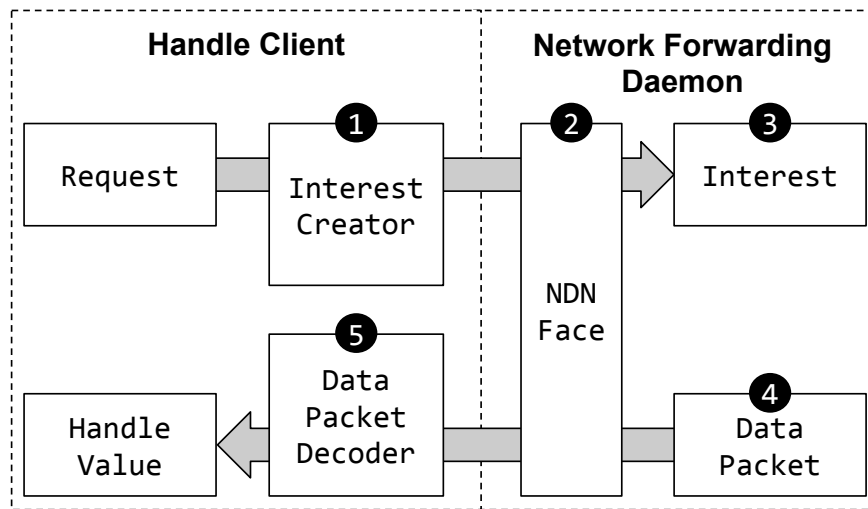 Handle Client
Network Forwarding
Daemon
1
2
3
Request
Interest
Creator
Interest
NDN
Face
5
4
Handle
Value
Data
Packet
Decoder
Data
Packet